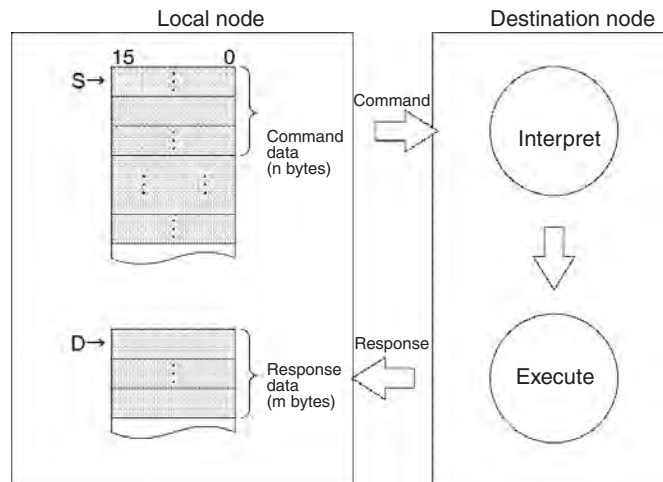 Local node
Destination node
15 0
S→
Command
data
(n bytes)
Command
Interpret
D→
Response
data
(m bytes)
Response
Execute